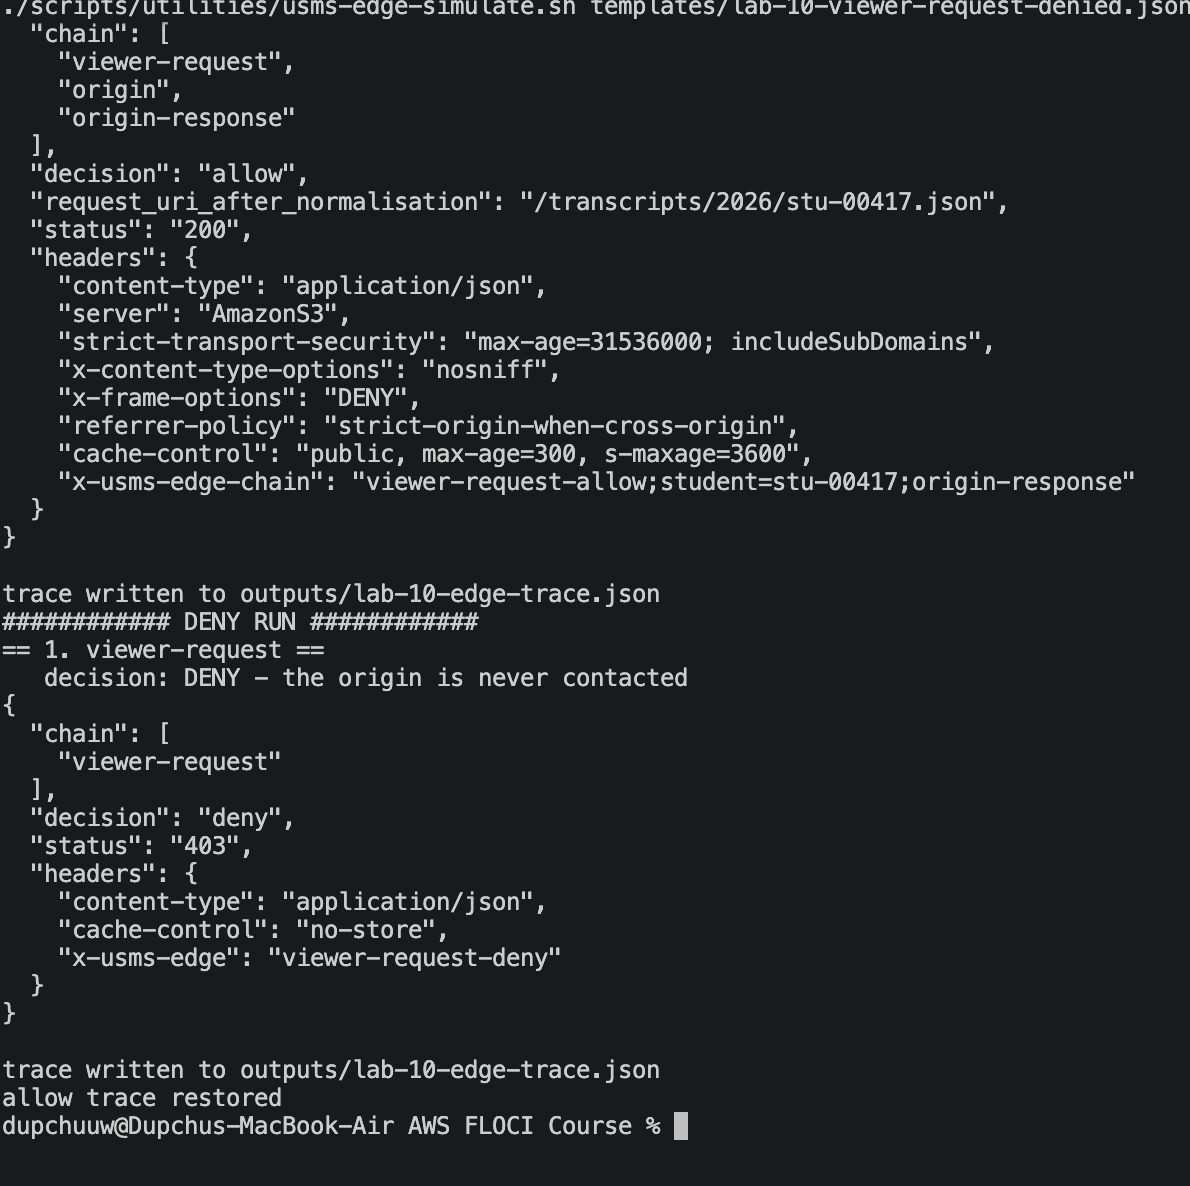 ./scripts/utilities/usms-edge-simulate.sh templates/lab-10-viewer-request-denied.json
  "chain": [
    "viewer-request",
    "origin",
    "origin-response"
  ],
  "decision": "allow",
  "request_uri_after_normalisation": "/transcripts/2026/stu-00417.json",
  "status": "200",
  "headers": {
    "content-type": "application/json",
    "server": "AmazonS3",
    "strict-transport-security": "max-age=31536000; includeSubDomains",
    "x-content-type-options": "nosniff",
    "x-frame-options": "DENY",
    "referrer-policy": "strict-origin-when-cross-origin",
    "cache-control": "public, max-age=300, s-maxage=3600",
    "x-usms-edge-chain": "viewer-request-allow;student=stu-00417;origin-response"
  }
}

trace written to outputs/lab-10-edge-trace.json
############ DENY RUN ############
== 1. viewer-request ==
   decision: DENY - the origin is never contacted
{
  "chain": [
    "viewer-request"
  ],
  "decision": "deny",
  "status": "403",
  "headers": {
    "content-type": "application/json",
    "cache-control": "no-store",
    "x-usms-edge": "viewer-request-deny"
  }
}

trace written to outputs/lab-10-edge-trace.json
allow trace restored
dupchuuw@Dupchus-MacBook-Air AWS FLOCI Course %